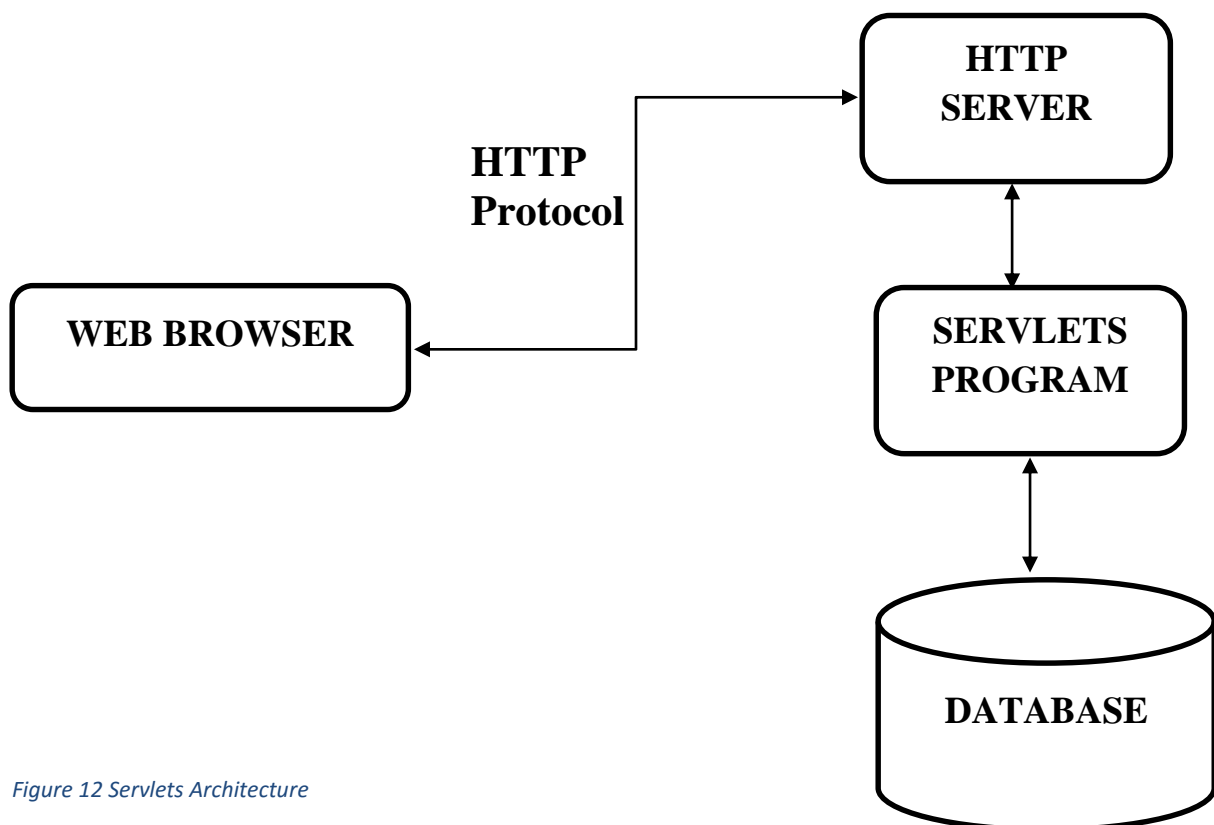 HTTP
SERVER
HTTP
Protocol
WEB BROWSER
SERVLETS
PROGRAM
DATABASE
Figure 12 Servlets Architecture